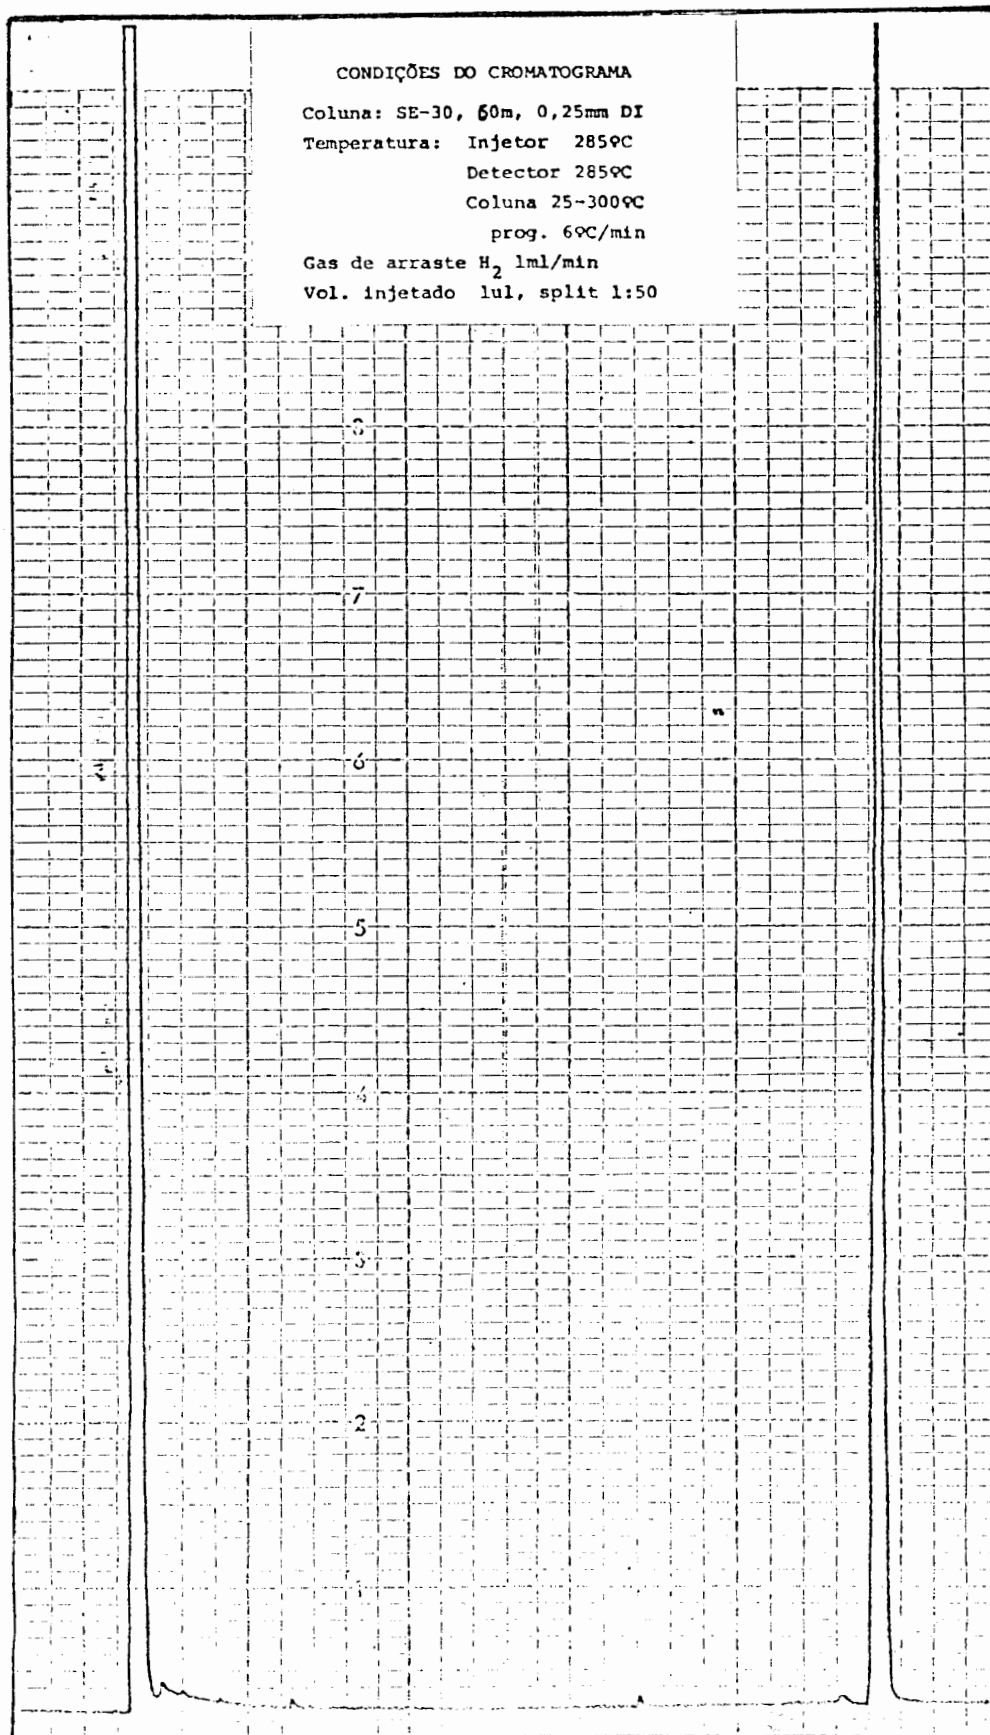 CONDIÇÕES DO CROMATOGRAMA
Coluna: SE-30, 60m, 0,25mm DI
Temperatura: Injetor 285ºC
Detector 285ºC
Coluna 25-300ºC
prog. 6ºC/min
Gas de arraste H₂ 1ml/min
Vol. injetado 1ul, split 1:50
8
7
6
5
4
3
2
1